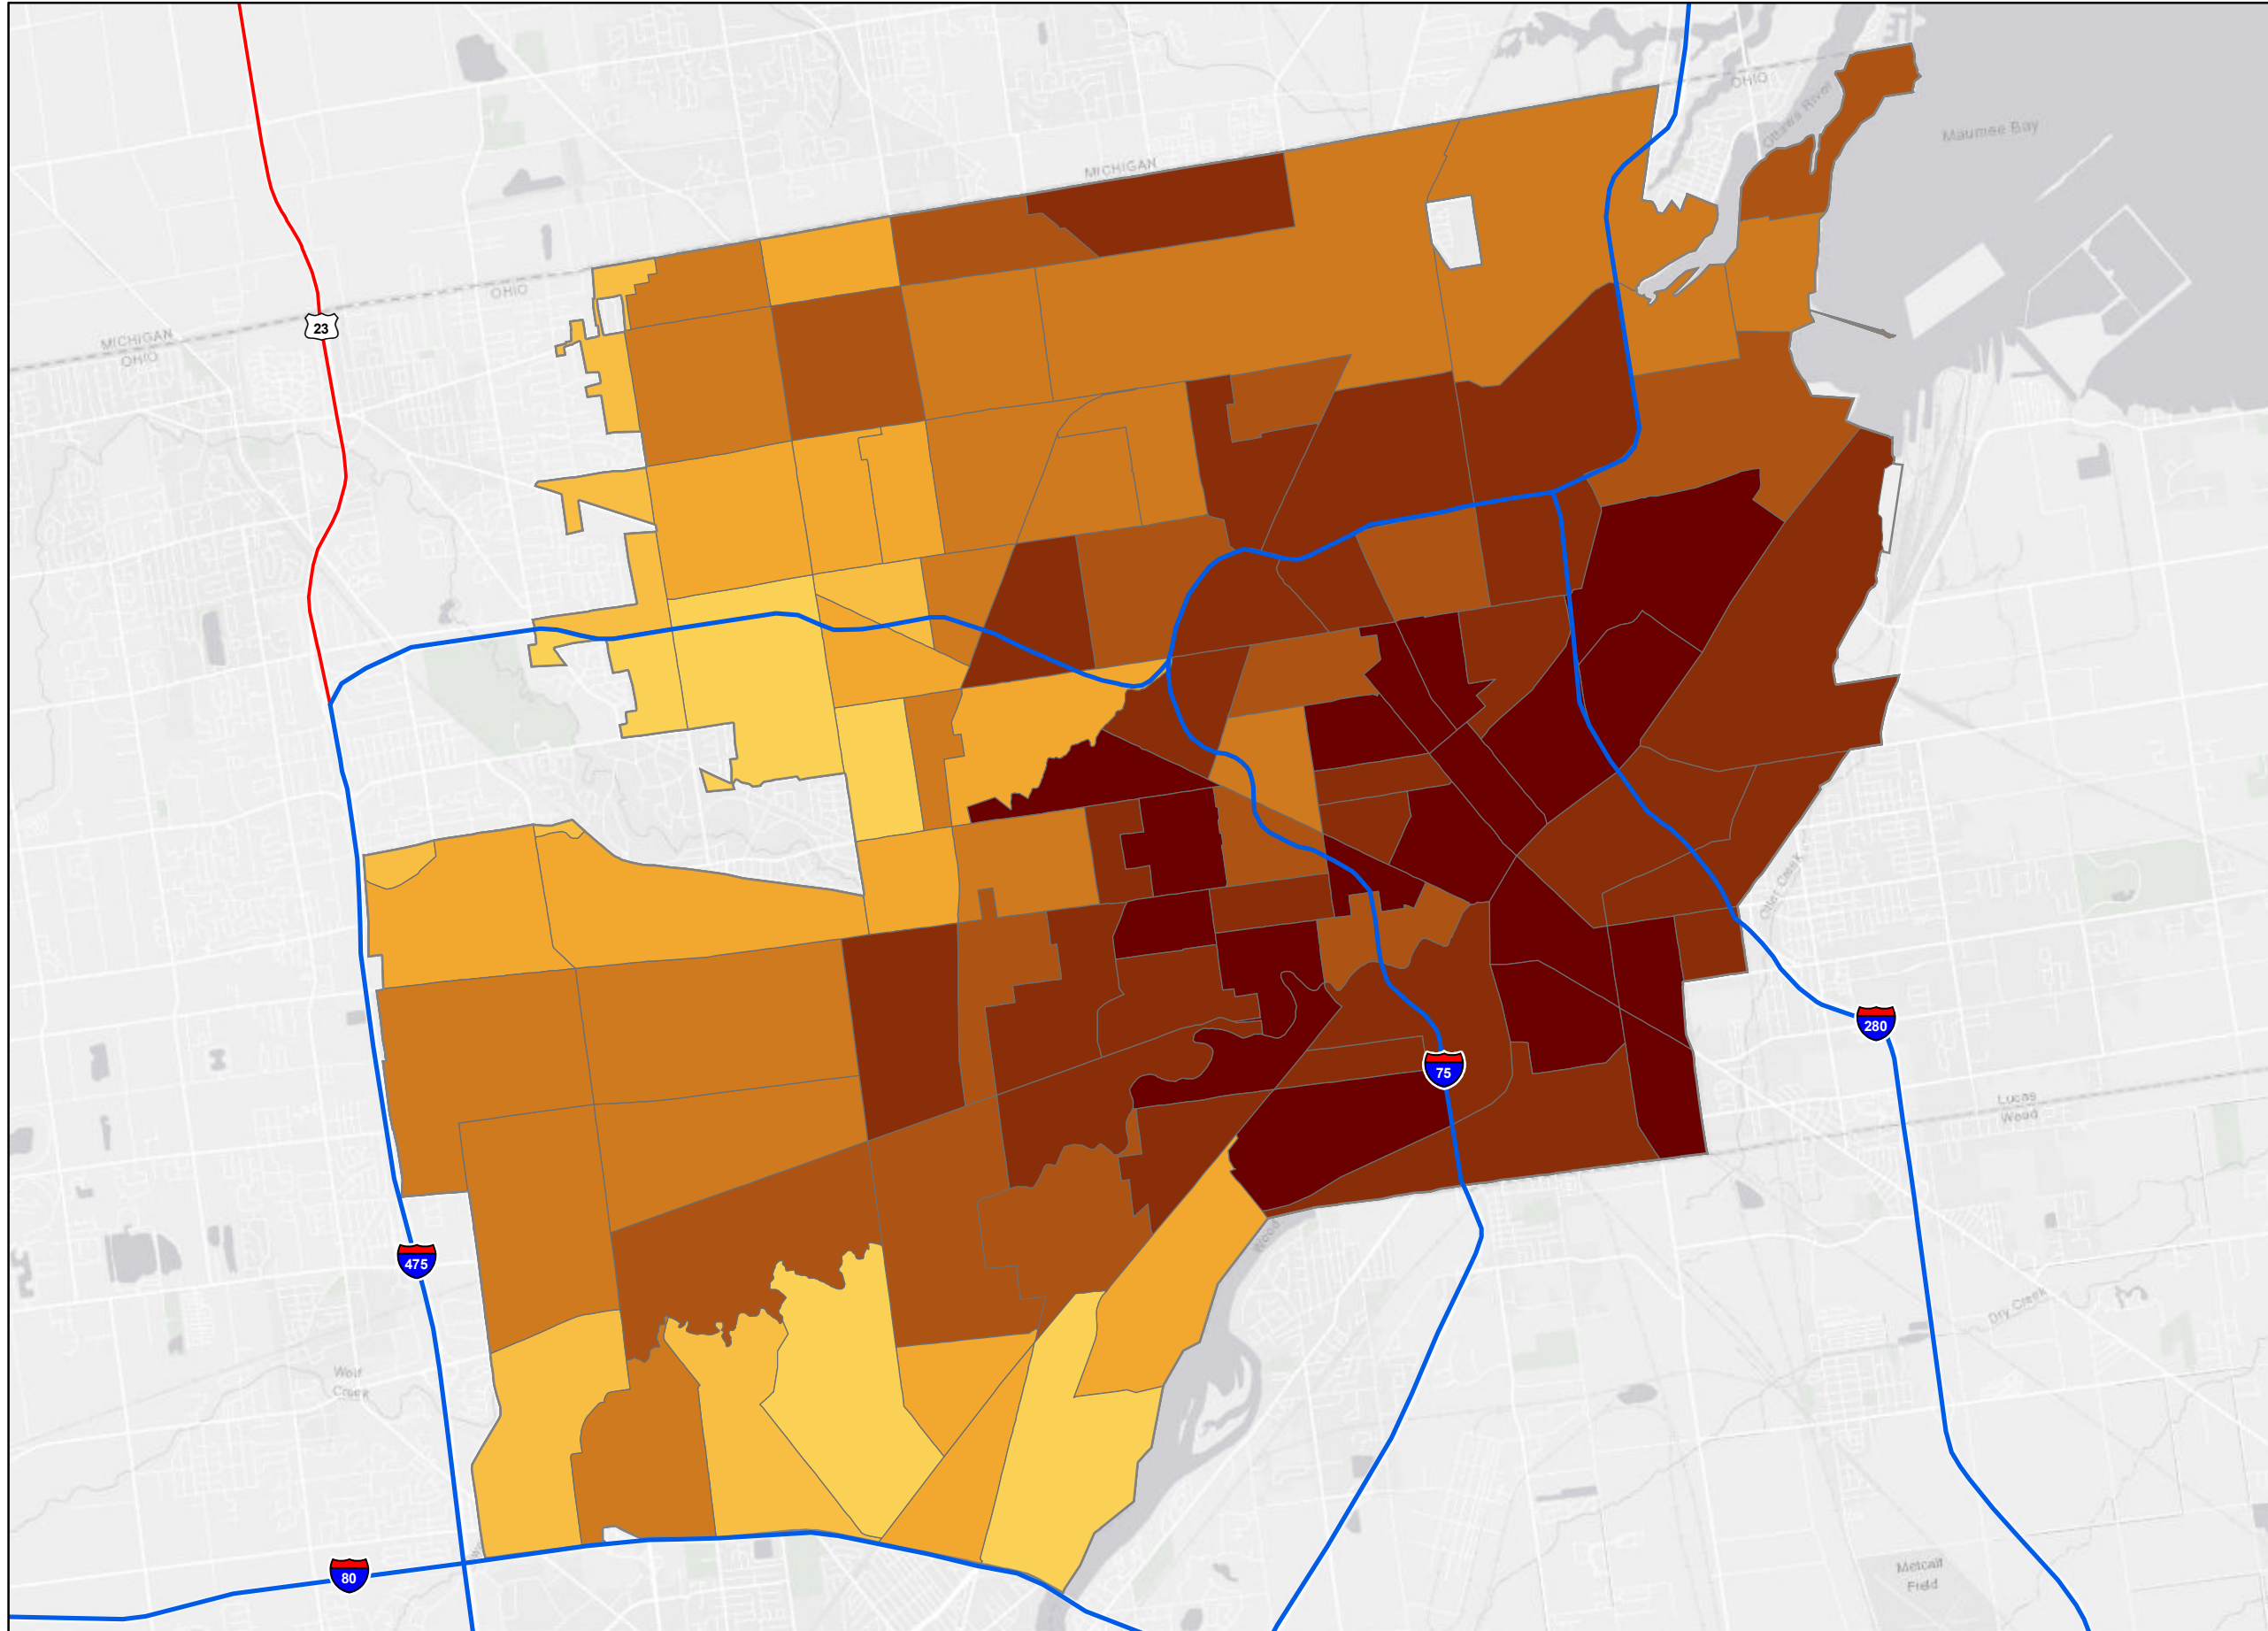 OHIO
Ottawa River
Maumee Bay
MICHIGAN
OHIO
23
MICHIGAN
OHIO
Otter Creek
280
75
Lucas
Wood
Wood
475
Dry Creek
Wolf
Creek
80
Metcalf
Field